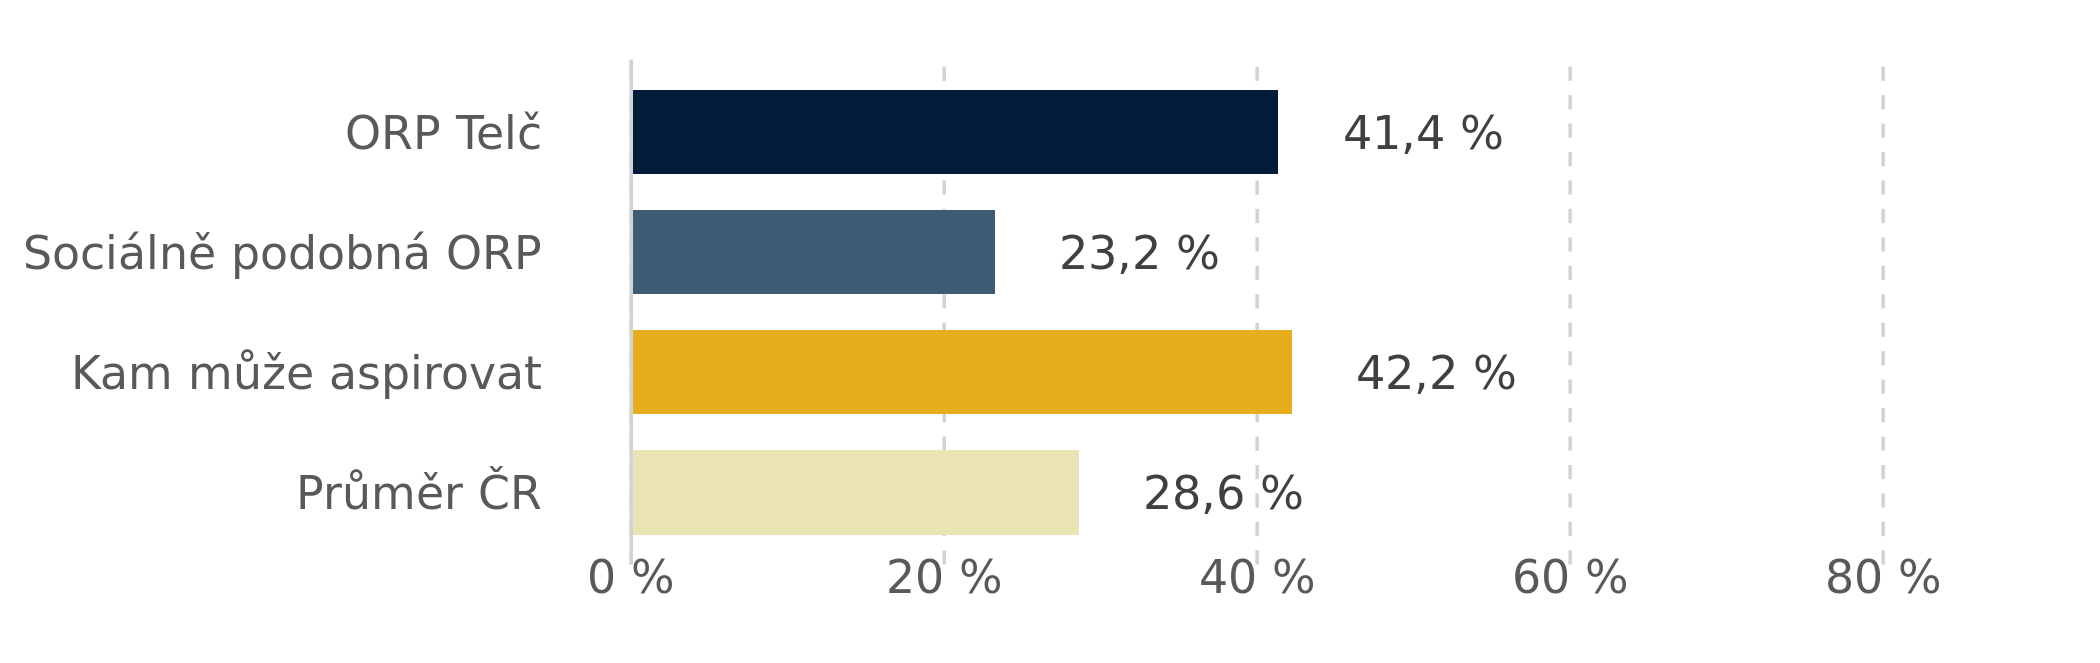 ORP Telč 41,4 %
Sociálně podobná ORP 23,2 %
Kam může aspirovat 42,2 %
Průměr ČR 28,6 %
0 % 20 % 40 % 60 % 80 %